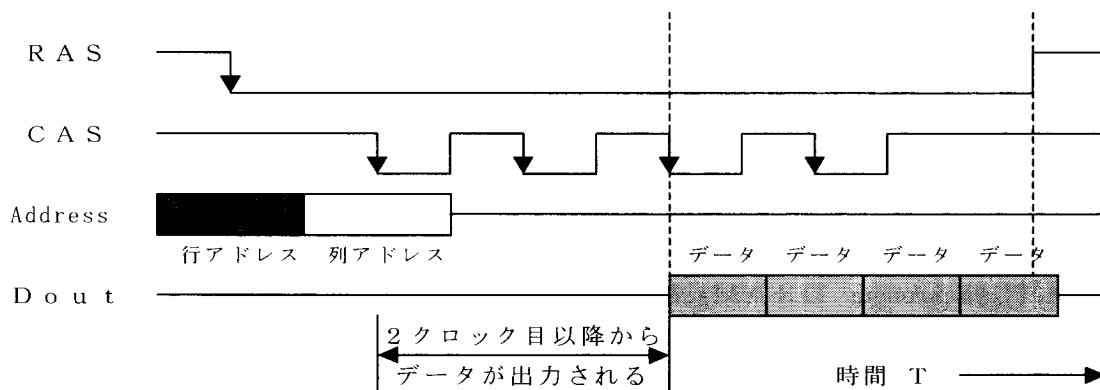 RAS
CAS
Address
行アドレス 列アドレス
データ データ データ データ
Dout
2クロック目以降から
データが出力される
時間 T